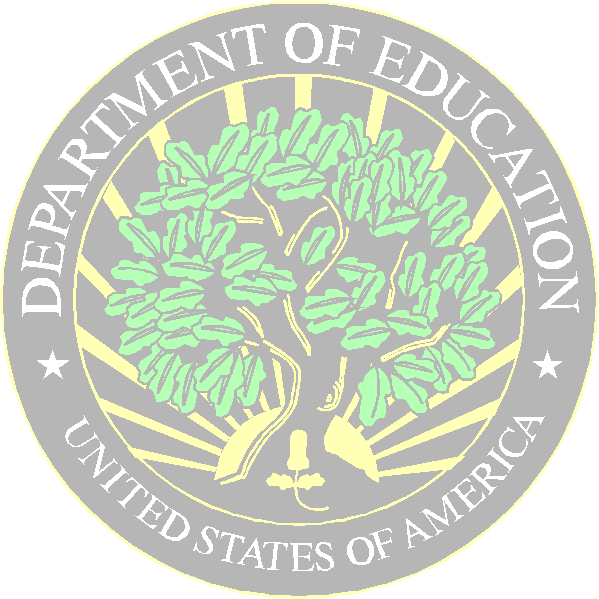 DEPARTMENT OF EDUCATION
UNITED STATES OF AMERICA